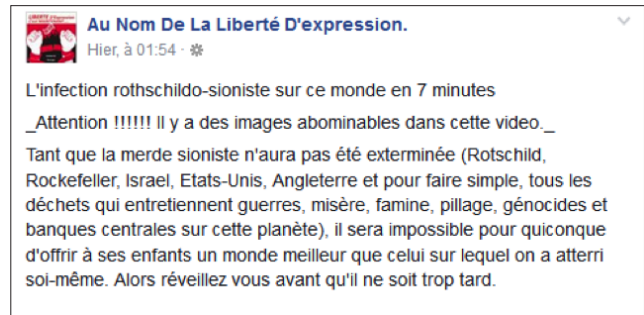 Au Nom De La Liberté D'expression.
Hier, à 01:54 ·
L'infection rothschildo-sioniste sur ce monde en 7 minutes
_Attention !!!!!! Il y a des images abominables dans cette video._
Tant que la merde sioniste n'aura pas été exterminée (Rotschild,
Rockefeller, Israel, Etats-Unis, Angleterre et pour faire simple, tous les
déchets qui entretiennent guerres, misère, famine, pillage, génocides et
banques centrales sur cette planète), il sera impossible pour quiconque
d'offrir à ses enfants un monde meilleur que celui sur lequel on a atterri
soi-même. Alors réveillez vous avant qu'il ne soit trop tard.